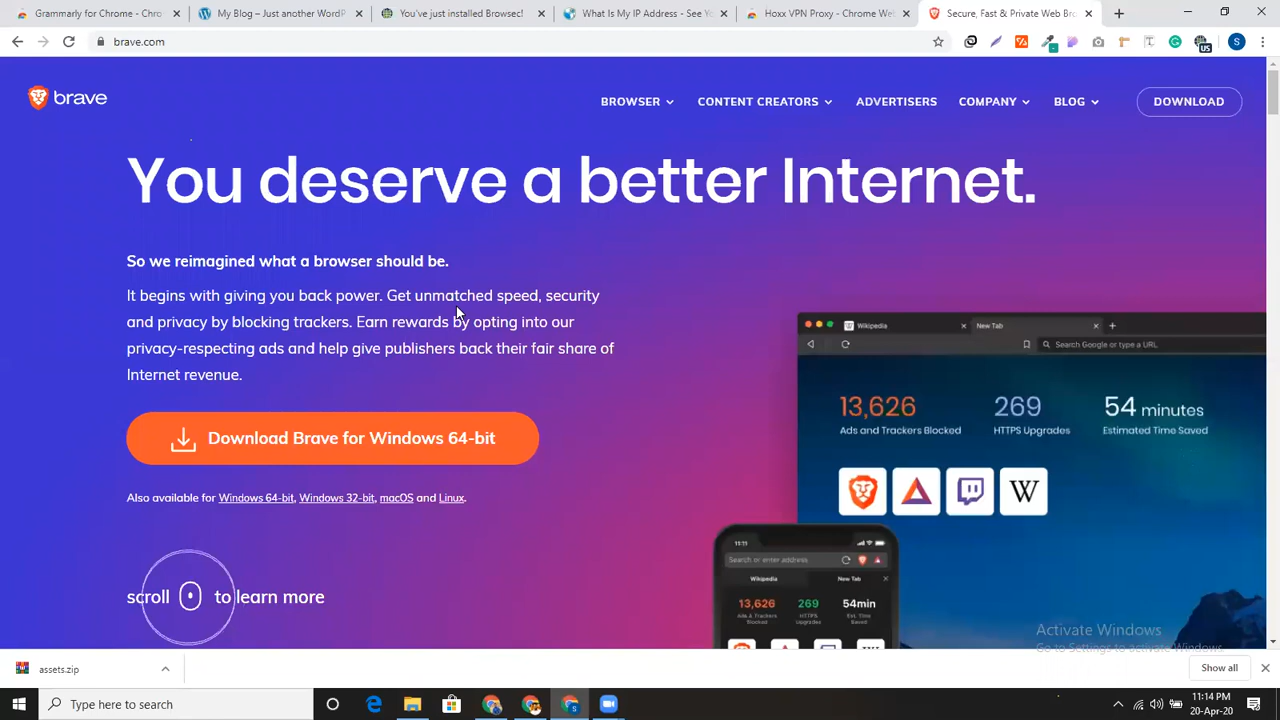 Grammarly for Chrome - Chrom
My Blog – Just another WordP
You've just installed Browsec!
What Is My IP Address - See Yo
Hoxx VPN Proxy - Chrome Web
Secure, Fast & Private Web Bro
brave.com
US
S
brave
BROWSER
CONTENT CREATORS
ADVERTISERS
COMPANY
BLOG
DOWNLOAD
You deserve a better Internet.
So we reimagined what a browser should be.
It begins with giving you back power. Get unmatched speed, security
and privacy by blocking trackers. Earn rewards by opting into our
privacy-respecting ads and help give publishers back their fair share of
Internet revenue.
Download Brave for Windows 64-bit
Also available for Windows 64-bit, Windows 32-bit, macOS and Linux.
scroll to learn more
Wikipedia
New Tab
Search Google or type a URL
13,626
Ads and Trackers Blocked
269
HTTPS Upgrades
54 minutes
Estimated Time Saved
W
11:11
Search or enter address
Wikipedia
New Tab
13,626
269
54min
Ads & Trackers
Blocked
HTTPS
Upgrades
Est. Time
Saved
Activate Windows
Go to Settings to activate Windows.
assets.zip
Show all
Type here to search
11:14 PM
20-Apr-20